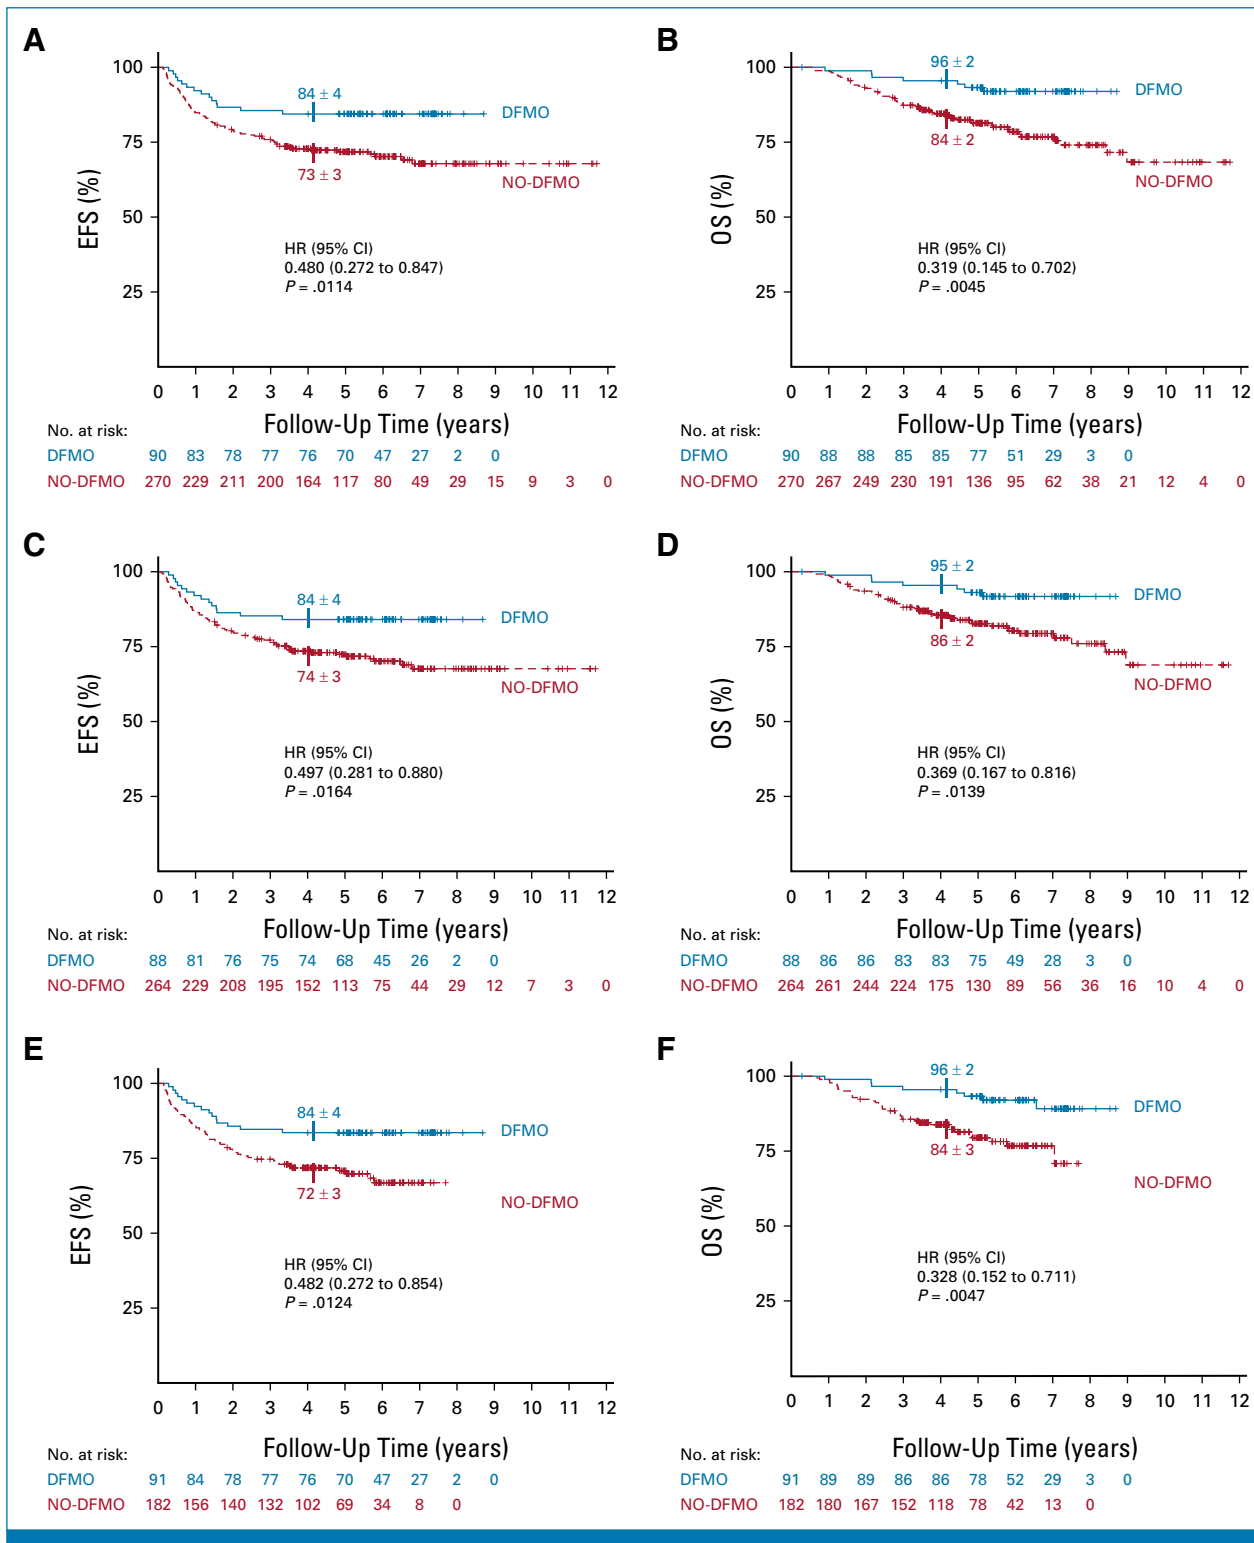 A
EFS (%)
100
75
50
25
84 ± 4
DFMO
73 ± 3
NO-DFMO
HR (95% CI)
0.480 (0.272 to 0.847)
P = .0114
0 1 2 3 4 5 6 7 8 9 10 11 12
Follow-Up Time (years)
No. at risk:
DFMO 90 83 78 77 76 70 47 27 2 0
NO-DFMO 270 229 211 200 164 117 80 49 29 15 9 3 0
B
OS (%)
100
75
50
25
96 ± 2
DFMO
84 ± 2
NO-DFMO
HR (95% CI)
0.319 (0.145 to 0.702)
P = .0045
0 1 2 3 4 5 6 7 8 9 10 11 12
Follow-Up Time (years)
No. at risk:
DFMO 90 88 88 85 85 77 51 29 3 0
NO-DFMO 270 267 249 230 191 136 95 62 38 21 12 4 0
C
EFS (%)
100
75
50
25
84 ± 4
DFMO
74 ± 3
NO-DFMO
HR (95% CI)
0.497 (0.281 to 0.880)
P = .0164
0 1 2 3 4 5 6 7 8 9 10 11 12
Follow-Up Time (years)
No. at risk:
DFMO 88 81 76 75 74 68 45 26 2 0
NO-DFMO 264 229 208 195 152 113 75 44 29 12 7 3 0
D
OS (%)
100
75
50
25
95 ± 2
DFMO
86 ± 2
NO-DFMO
HR (95% CI)
0.369 (0.167 to 0.816)
P = .0139
0 1 2 3 4 5 6 7 8 9 10 11 12
Follow-Up Time (years)
No. at risk:
DFMO 88 86 86 83 83 75 49 28 3 0
NO-DFMO 264 261 244 224 175 130 89 56 36 16 10 4 0
E
EFS (%)
100
75
50
25
84 ± 4
DFMO
72 ± 3
NO-DFMO
HR (95% CI)
0.482 (0.272 to 0.854)
P = .0124
0 1 2 3 4 5 6 7 8 9 10 11 12
Follow-Up Time (years)
No. at risk:
DFMO 91 84 78 77 76 70 47 27 2 0
NO-DFMO 182 156 140 132 102 69 34 8 0
F
OS (%)
100
75
50
25
96 ± 2
DFMO
84 ± 3
NO-DFMO
HR (95% CI)
0.328 (0.152 to 0.711)
P = .0047
0 1 2 3 4 5 6 7 8 9 10 11 12
Follow-Up Time (years)
No. at risk:
DFMO 91 89 89 86 86 78 52 29 3 0
NO-DFMO 182 180 167 152 118 78 42 13 0